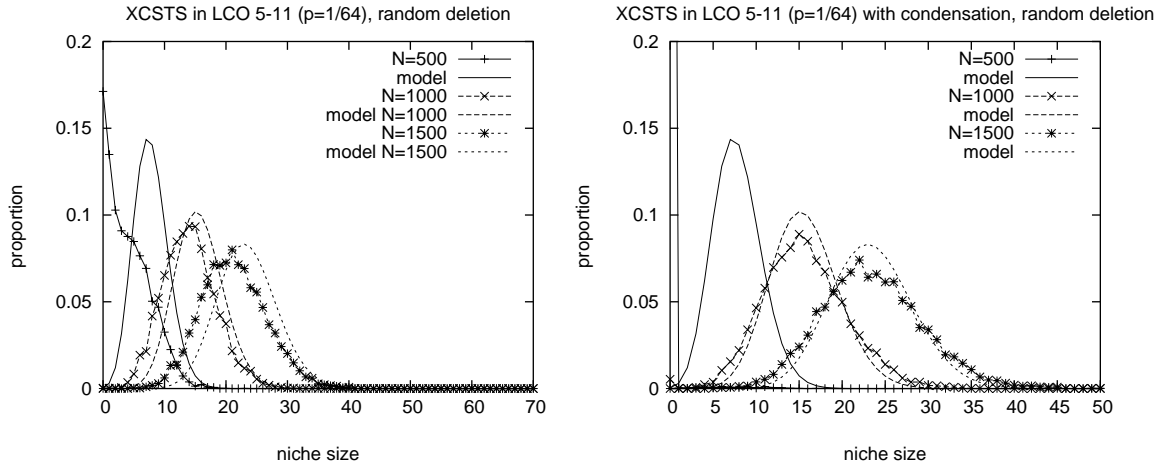 XCSTS in LCO 5-11 (p=1/64), random deletion
0.2
0.15
0.1
0.05
0
proportion
N=500
model
N=1000
model N=1000
N=1500
model N=1500
0 10 20 30 40 50 60 70
niche size
XCSTS in LCO 5-11 (p=1/64) with condensation, random deletion
0.2
0.15
0.1
0.05
0
proportion
N=500
model
N=1000
model
N=1500
model
0 5 10 15 20 25 30 35 40 45 50
niche size